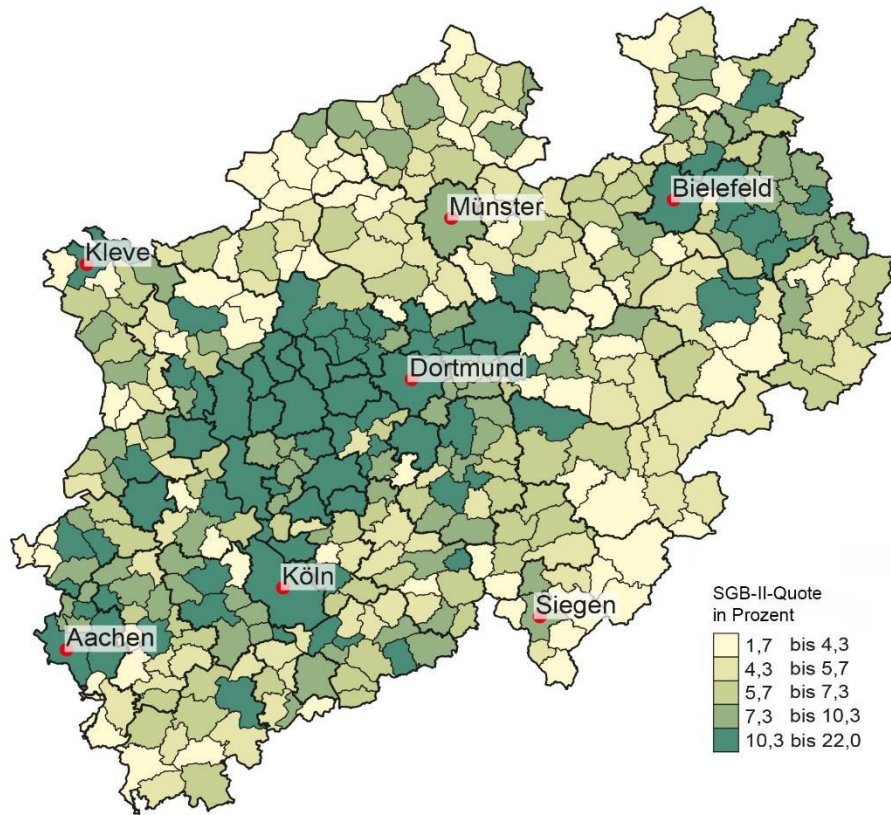 Bielefeld
Münster
Kleve
Dortmund
Köln
Siegen
Aachen
SGB-II-Quote
in Prozent
1,7 bis 4,3
4,3 bis 5,7
5,7 bis 7,3
7,3 bis 10,3
10,3 bis 22,0